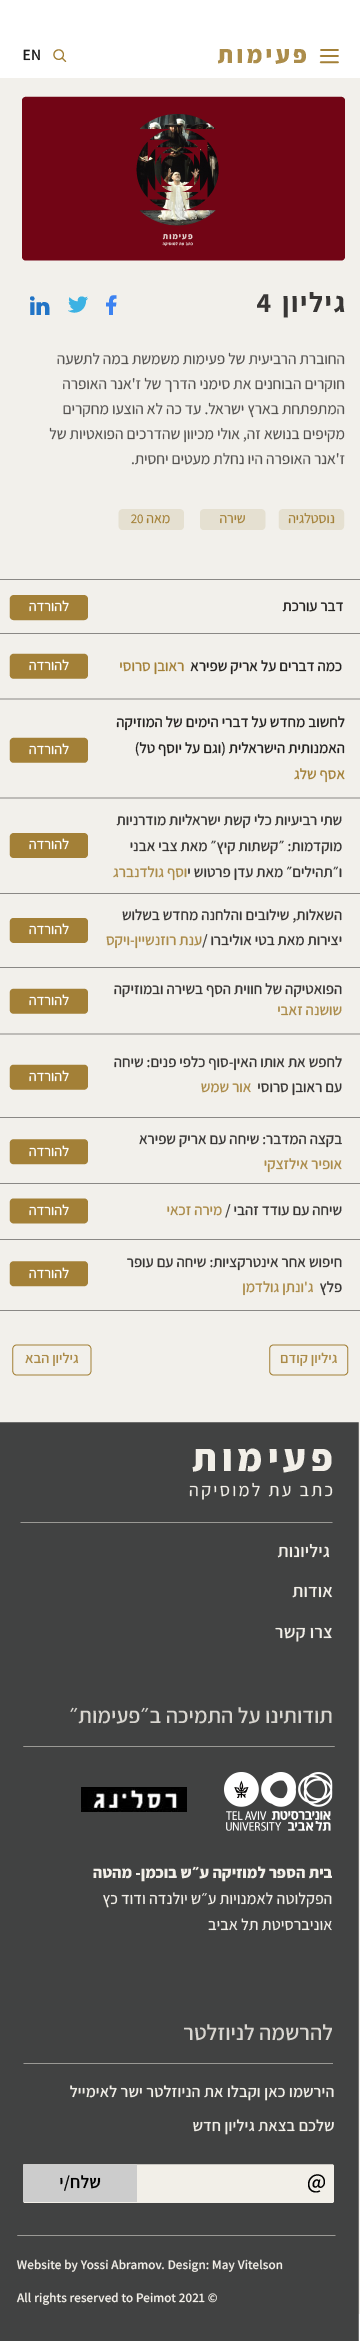 פעימות
EN
פעימות
כתב עת למוסיקה
גיליון 4
החוברת הרביעית של פעימות משמשת במה לתשעה
חוקרים הבוחנים את סימני הדרך של ז'אנר האופרה
המתפתחת בארץ ישראל. עד כה לא הוצעו מחקרים
מקיפים בנושא זה, אולי מכיוון שהדרכים הפואטיות של
ז'אנר האופרה היו נחלת מעטים יחסית.
נוסטלגיה
שירה
מאה 20
דבר עורכת
להורדה
כמה דברים על אריק שפירא ראובן סרוסי
להורדה
לחשוב מחדש על דברי הימים של המוזיקה
האמנותית הישראלית (וגם על יוסף טל)
אסף שלג
להורדה
שתי רביעיות כלי קשת ישראליות מודרניות
מוקדמות: ״קשתות קיץ״ מאת צבי אבני
ו״תהילים״ מאת עדן פרטוש יוסף גולדנברג
להורדה
השאלות, שילובים והלחנה מחדש בשלוש
יצירות מאת בטי אוליברו /ענת רוזנשיין-ויקס
להורדה
הפואטיקה של חווית הסף בשירה ובמוזיקה
שושנה זאבי
להורדה
לחפש את אותו האין-סוף כלפי פנים: שיחה
עם ראובן סרוסי אור שמש
להורדה
בקצה המדבר: שיחה עם אריק שפירא
אופיר אילזצקי
להורדה
שיחה עם עודד זהבי / מירה זכאי
להורדה
חיפוש אחר אינטרקציות: שיחה עם עופר
פלץ ג'ונתן גולדמן
להורדה
גיליון קודם
גיליון הבא
פעימות
כתב עת למוסיקה
גיליונות
אודות
צרו קשר
תודותינו על התמיכה ב״פעימות״
אוניברסיטת
תל אביב
TEL AVIV
UNIVERSITY
רסלינג
בית הספר למוזיקה ע״ש בוכמן- מהטה
הפקולטה לאמנויות ע״ש יולנדה ודוד כץ
אוניברסיטת תל אביב
להרשמה לניוזלטר
הירשמו כאן וקבלו את הניוזלטר ישר לאימייל
שלכם בצאת גיליון חדש
@
שלח/י
Website by Yossi Abramov. Design: May Vitelson
All rights reserved to Peimot 2021 ©